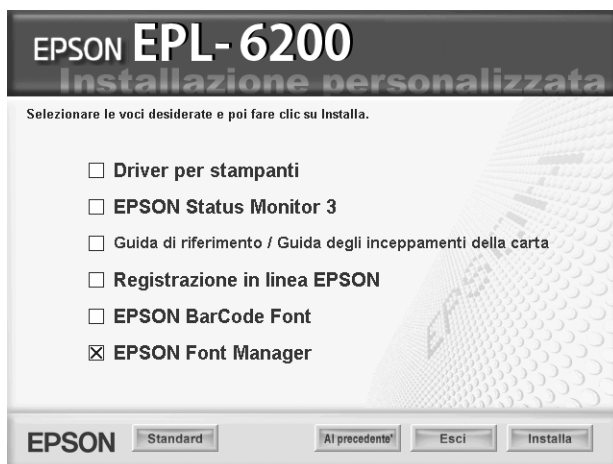 EPSON EPL-6200
Installazione personalizzata
Selezionare le voci desiderate e poi fare clic su Installa.
Driver per stampanti
EPSON Status Monitor 3
Guida di riferimento / Guida degli inceppamenti della carta
Registrazione in linea EPSON
EPSON BarCode Font
EPSON Font Manager
EPSON
EPSON Standard Al precedente' Esci Installa